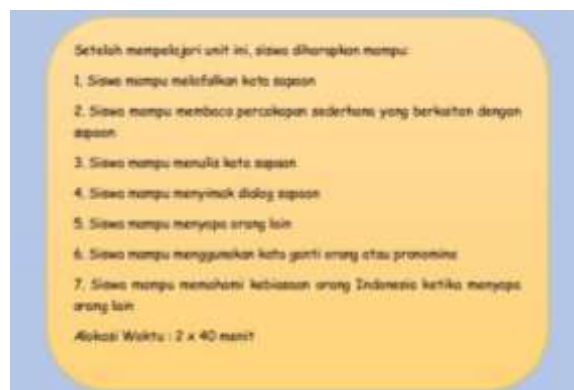 Setelah mempelajari unit ini, siswa diharapkan mampu:
1. Siswa mampu melafalkan kata sapaan
2. Siswa mampu membaca percakapan sederhana yang berkaitan dengan
sapaan
3. Siswa mampu menulis kata sapaan
4. Siswa mampu menyimak dialog sapaan
5. Siswa mampu menyapa orang lain
6. Siswa mampu menggunakan kata ganti orang atau pronomina
7. Siswa mampu memahami kebiasaan orang Indonesia ketika menyapa
orang lain
Alokasi Waktu : 2 x 40 menit